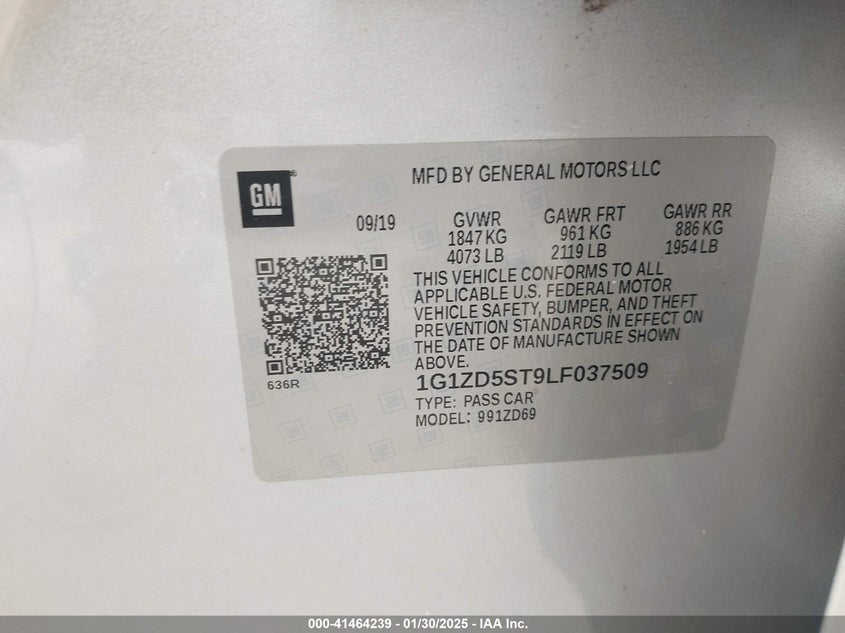 GM
MFD BY GENERAL MOTORS LLC
09/19
GVWR
1847 KG
4073 LB
GAWR FRT
961 KG
2119 LB
GAWR RR
886 KG
1954 LB
THIS VEHICLE CONFORMS TO ALL
APPLICABLE U.S. FEDERAL MOTOR
VEHICLE SAFETY, BUMPER, AND THEFT
PREVENTION STANDARDS IN EFFECT ON
THE DATE OF MANUFACTURE SHOWN
ABOVE.
636R
1G1ZD5ST9LF037509
TYPE: PASS CAR
MODEL: 991ZD69
000-41464239 - 01/30/2025 - IAA Inc.